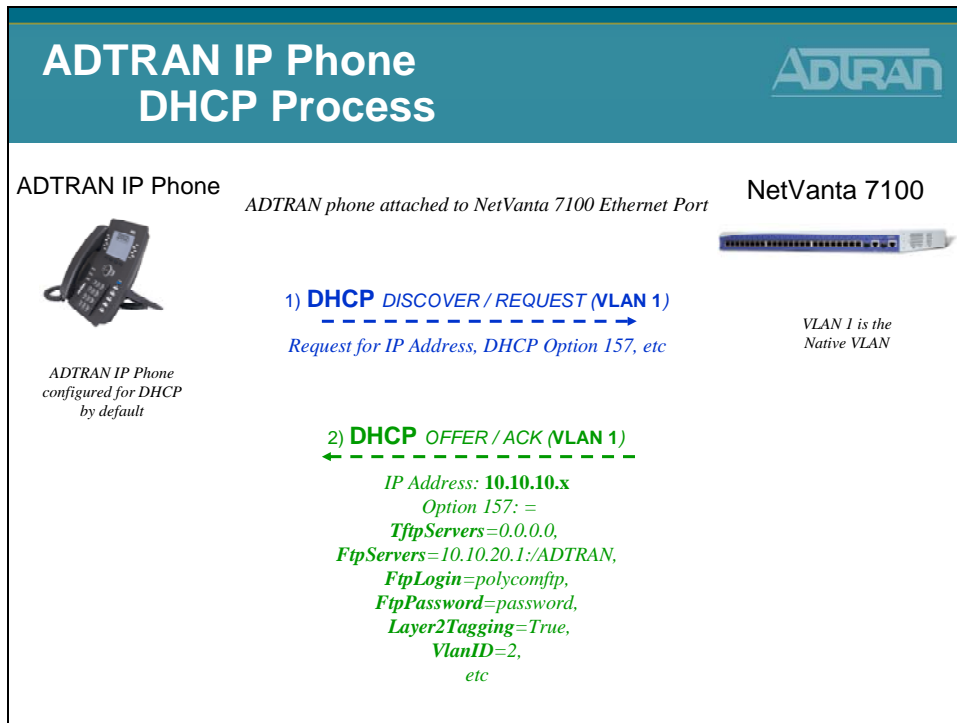 ADTRAN IP Phone
DHCP Process
ADTRAN
ADTRAN IP Phone
ADTRAN phone attached to NetVanta 7100 Ethernet Port
NetVanta 7100
1) DHCP DISCOVER / REQUEST (VLAN 1)
Request for IP Address, DHCP Option 157, etc
VLAN 1 is the
Native VLAN
ADTRAN IP Phone
configured for DHCP
by default
2) DHCP OFFER / ACK (VLAN 1)
IP Address: 10.10.10.x
Option 157: =
TftpServers=0.0.0.0,
FtpServers=10.10.20.1:/ADTRAN,
FtpLogin=polycomftp,
FtpPassword=password,
Layer2Tagging=True,
VlanID=2,
etc